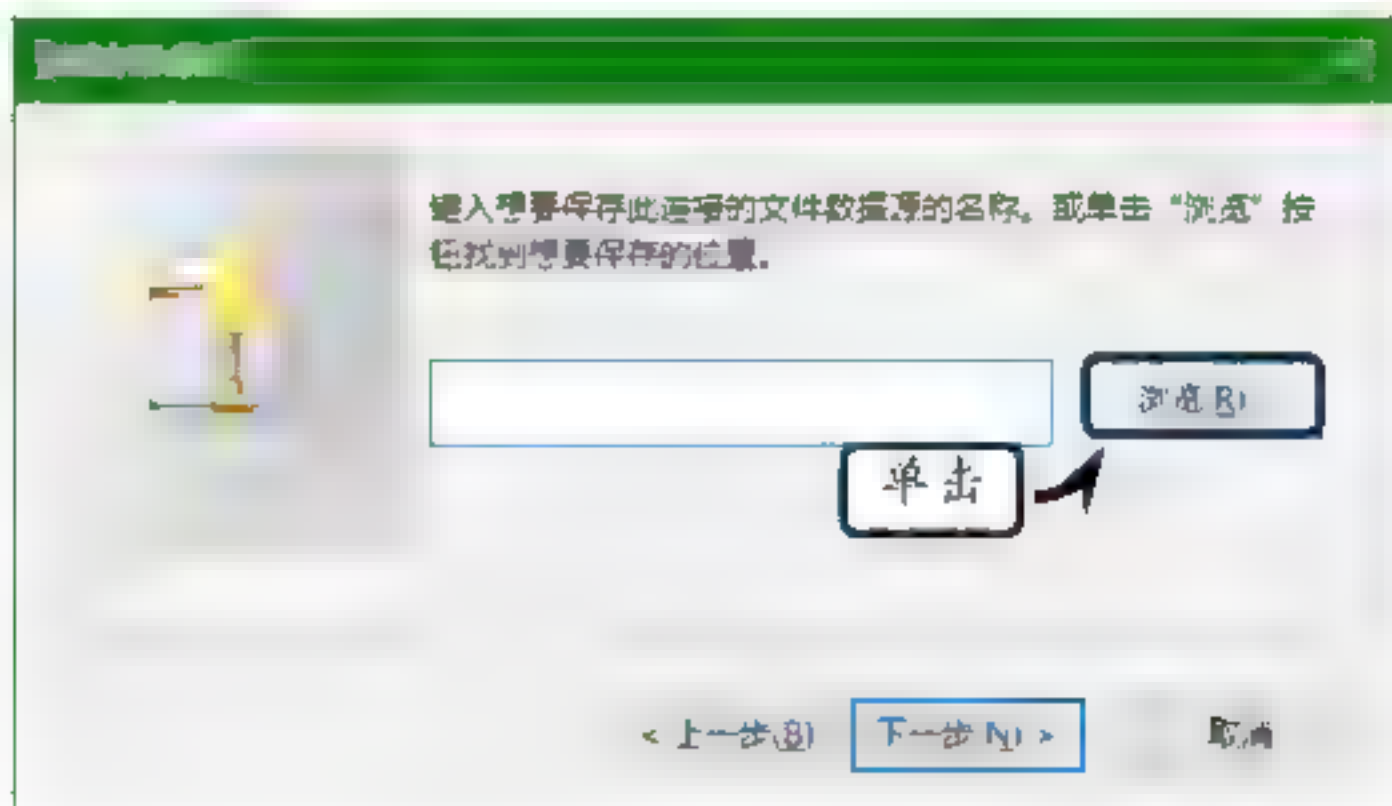 键入想要保存此连接的文件数据源的名称。或单击“浏览”按
钮找到想要保存的位置。
浏览(R)
单击
< 上一步(B)
下一步(N) >
取消